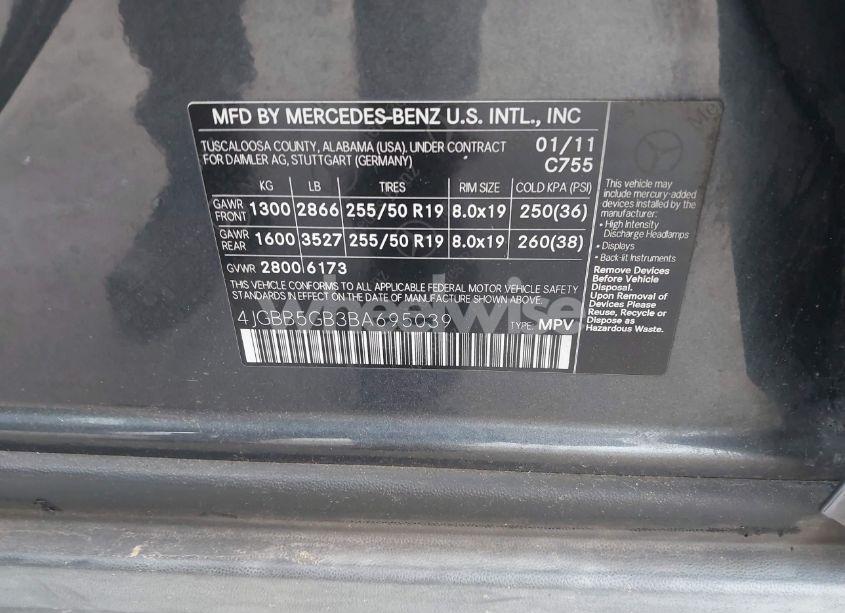 MFD BY MERCEDES-BENZ U.S. INTL., INC
TUSCALOOSA COUNTY, ALABAMA (USA), UNDER CONTRACT
FOR DAIMLER AG, STUTTGART (GERMANY)
01/11
C755
KG LB TIRES RIM SIZE COLD KPA (PSI)
GAWR FRONT 1300 2866 255/50 R19 8.0x19 250(36)
GAWR REAR 1600 3527 255/50 R19 8.0x19 260(38)
GVWR 2800 6173
THIS VEHICLE CONFORMS TO ALL APPLICABLE FEDERAL MOTOR VEHICLE SAFETY
STANDARDS IN EFFECT ON THE DATE OF MANUFACTURE SHOWN ABOVE.
4JGBB5GB3BA695039
TYPE: MPV
This vehicle may
include mercury-added
devices installed by the
manufacturer:
• High Intensity
Discharge Headlamps
• Displays
• Back-lit Instruments
Remove Devices
Before Vehicle
Disposal.
Upon Removal of
Devices Please
Reuse, Recycle or
Dispose as
Hazardous Waste.